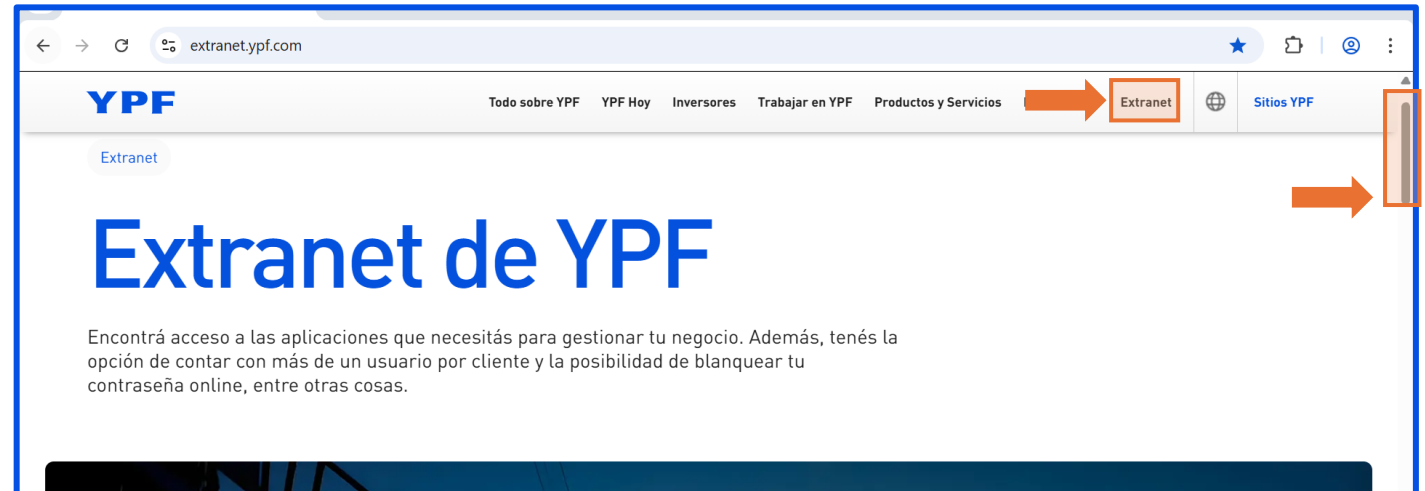 extranet.ypf.com
YPF
Todo sobre YPF YPF Hoy Inversores Trabajar en YPF Productos y Servicios Extranet Sitios YPF
Extranet
Extranet de YPF
Encontrá acceso a las aplicaciones que necesitás para gestionar tu negocio. Además, tenés la
opción de contar con más de un usuario por cliente y la posibilidad de blanquear tu
contraseña online, entre otras cosas.